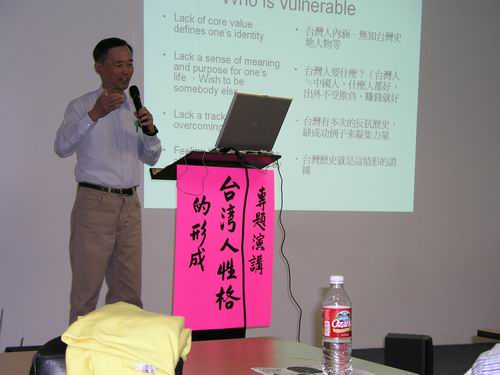 Who is vulnerable
• Lack of core value
defines one's identity
• Lack a sense of meaning
and purpose for one's
life、Wish to be
somebody else
Lack a track
overcoming
Feeling
• 台灣人內涵－無知台灣史
地人物等
• 台灣人要什麼？（台灣人
中國人，什麼人都好，
出外不受欺負、賺錢就好
• 台灣有多次的反抗歷史，
缺成功例子來凝集力量
• 台灣歷史就是這情形的證
據
專題演講
台湾人性格
的形成
Ozar